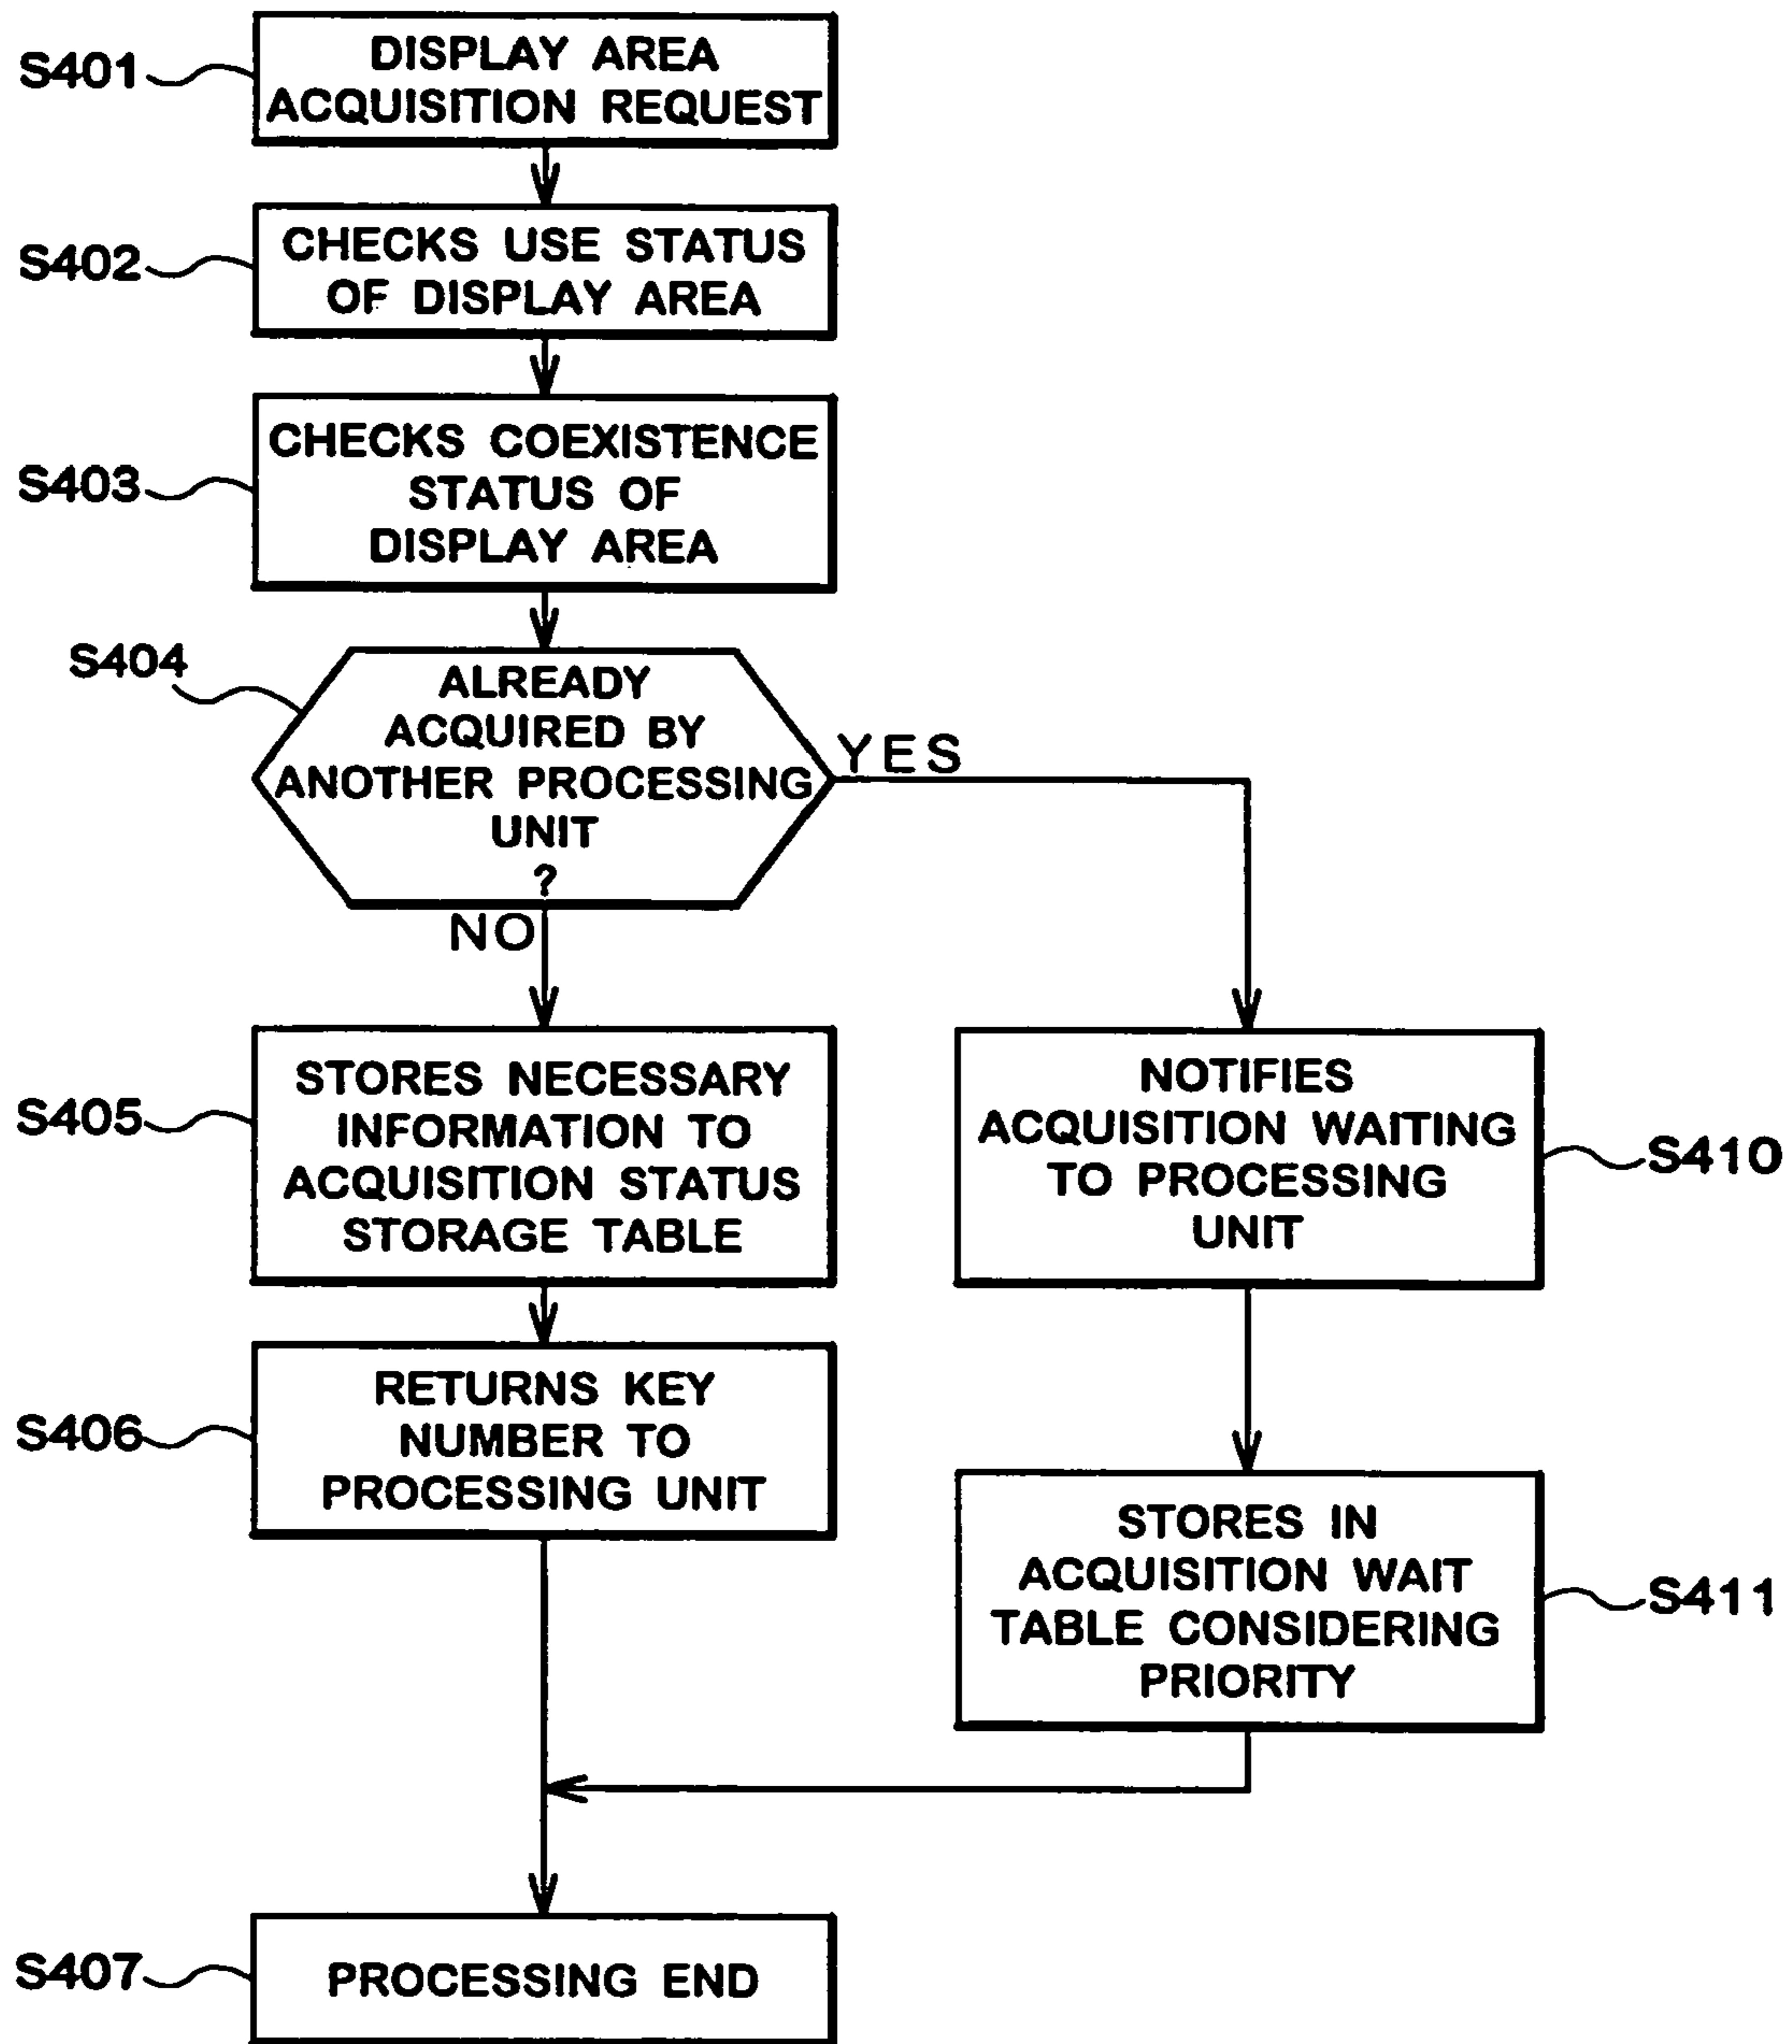 S401
DISPLAY AREA
ACQUISITION REQUEST
S402
CHECKS USE STATUS
OF DISPLAY AREA
S403
CHECKS COEXISTENCE
STATUS OF
DISPLAY AREA
S404
ALREADY
ACQUIRED BY
ANOTHER PROCESSING
UNIT
?
YES
NO
S405
STORES NECESSARY
INFORMATION TO
ACQUISITION STATUS
STORAGE TABLE
NOTIFIES
ACQUISITION WAITING
TO PROCESSING
UNIT
S410
S406
RETURNS KEY
NUMBER TO
PROCESSING UNIT
STORES IN
ACQUISITION WAIT
TABLE CONSIDERING
PRIORITY
S411
S407
PROCESSING END